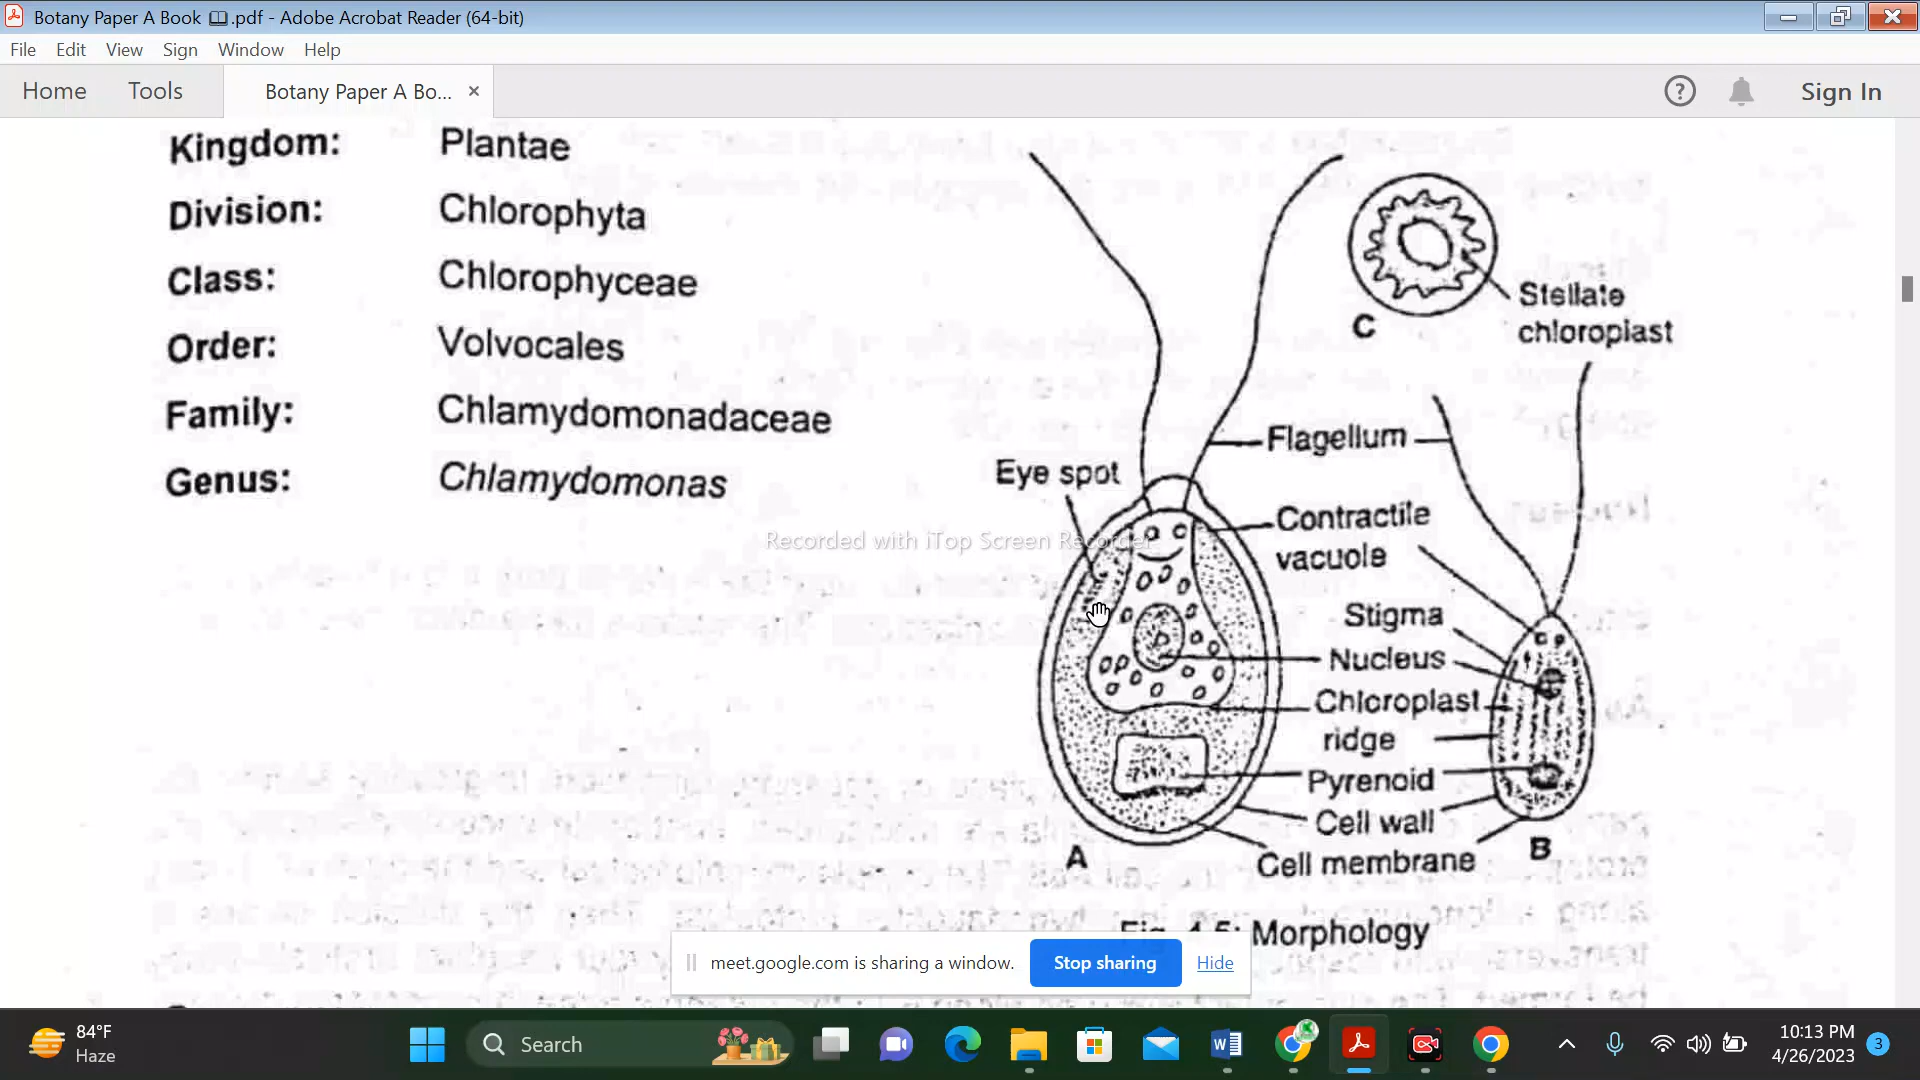 Botany Paper A Book 📖.pdf - Adobe Acrobat Reader (64-bit)
File Edit View Sign Window Help
Home Tools Botany Paper A Bo... × Sign In
Kingdom: Plantae
Division: Chlorophyta
Class: Chlorophyceae
Order: Volvocales
Family: Chlamydomonadaceae
Genus: Chlamydomonas
Stellate
chloroplast
C
Flagellum
Eye spot
Contractile
vacuole
Stigma
Nucleus
Chloroplast
ridge
Pyrenoid
Cell wall
Cell membrane
A
B
Fig. 4.5: Morphology
Recorded with iTop Screen Recorder
meet.google.com is sharing a window. Stop sharing Hide
84°F
Haze
Search
10:13 PM
4/26/2023
3